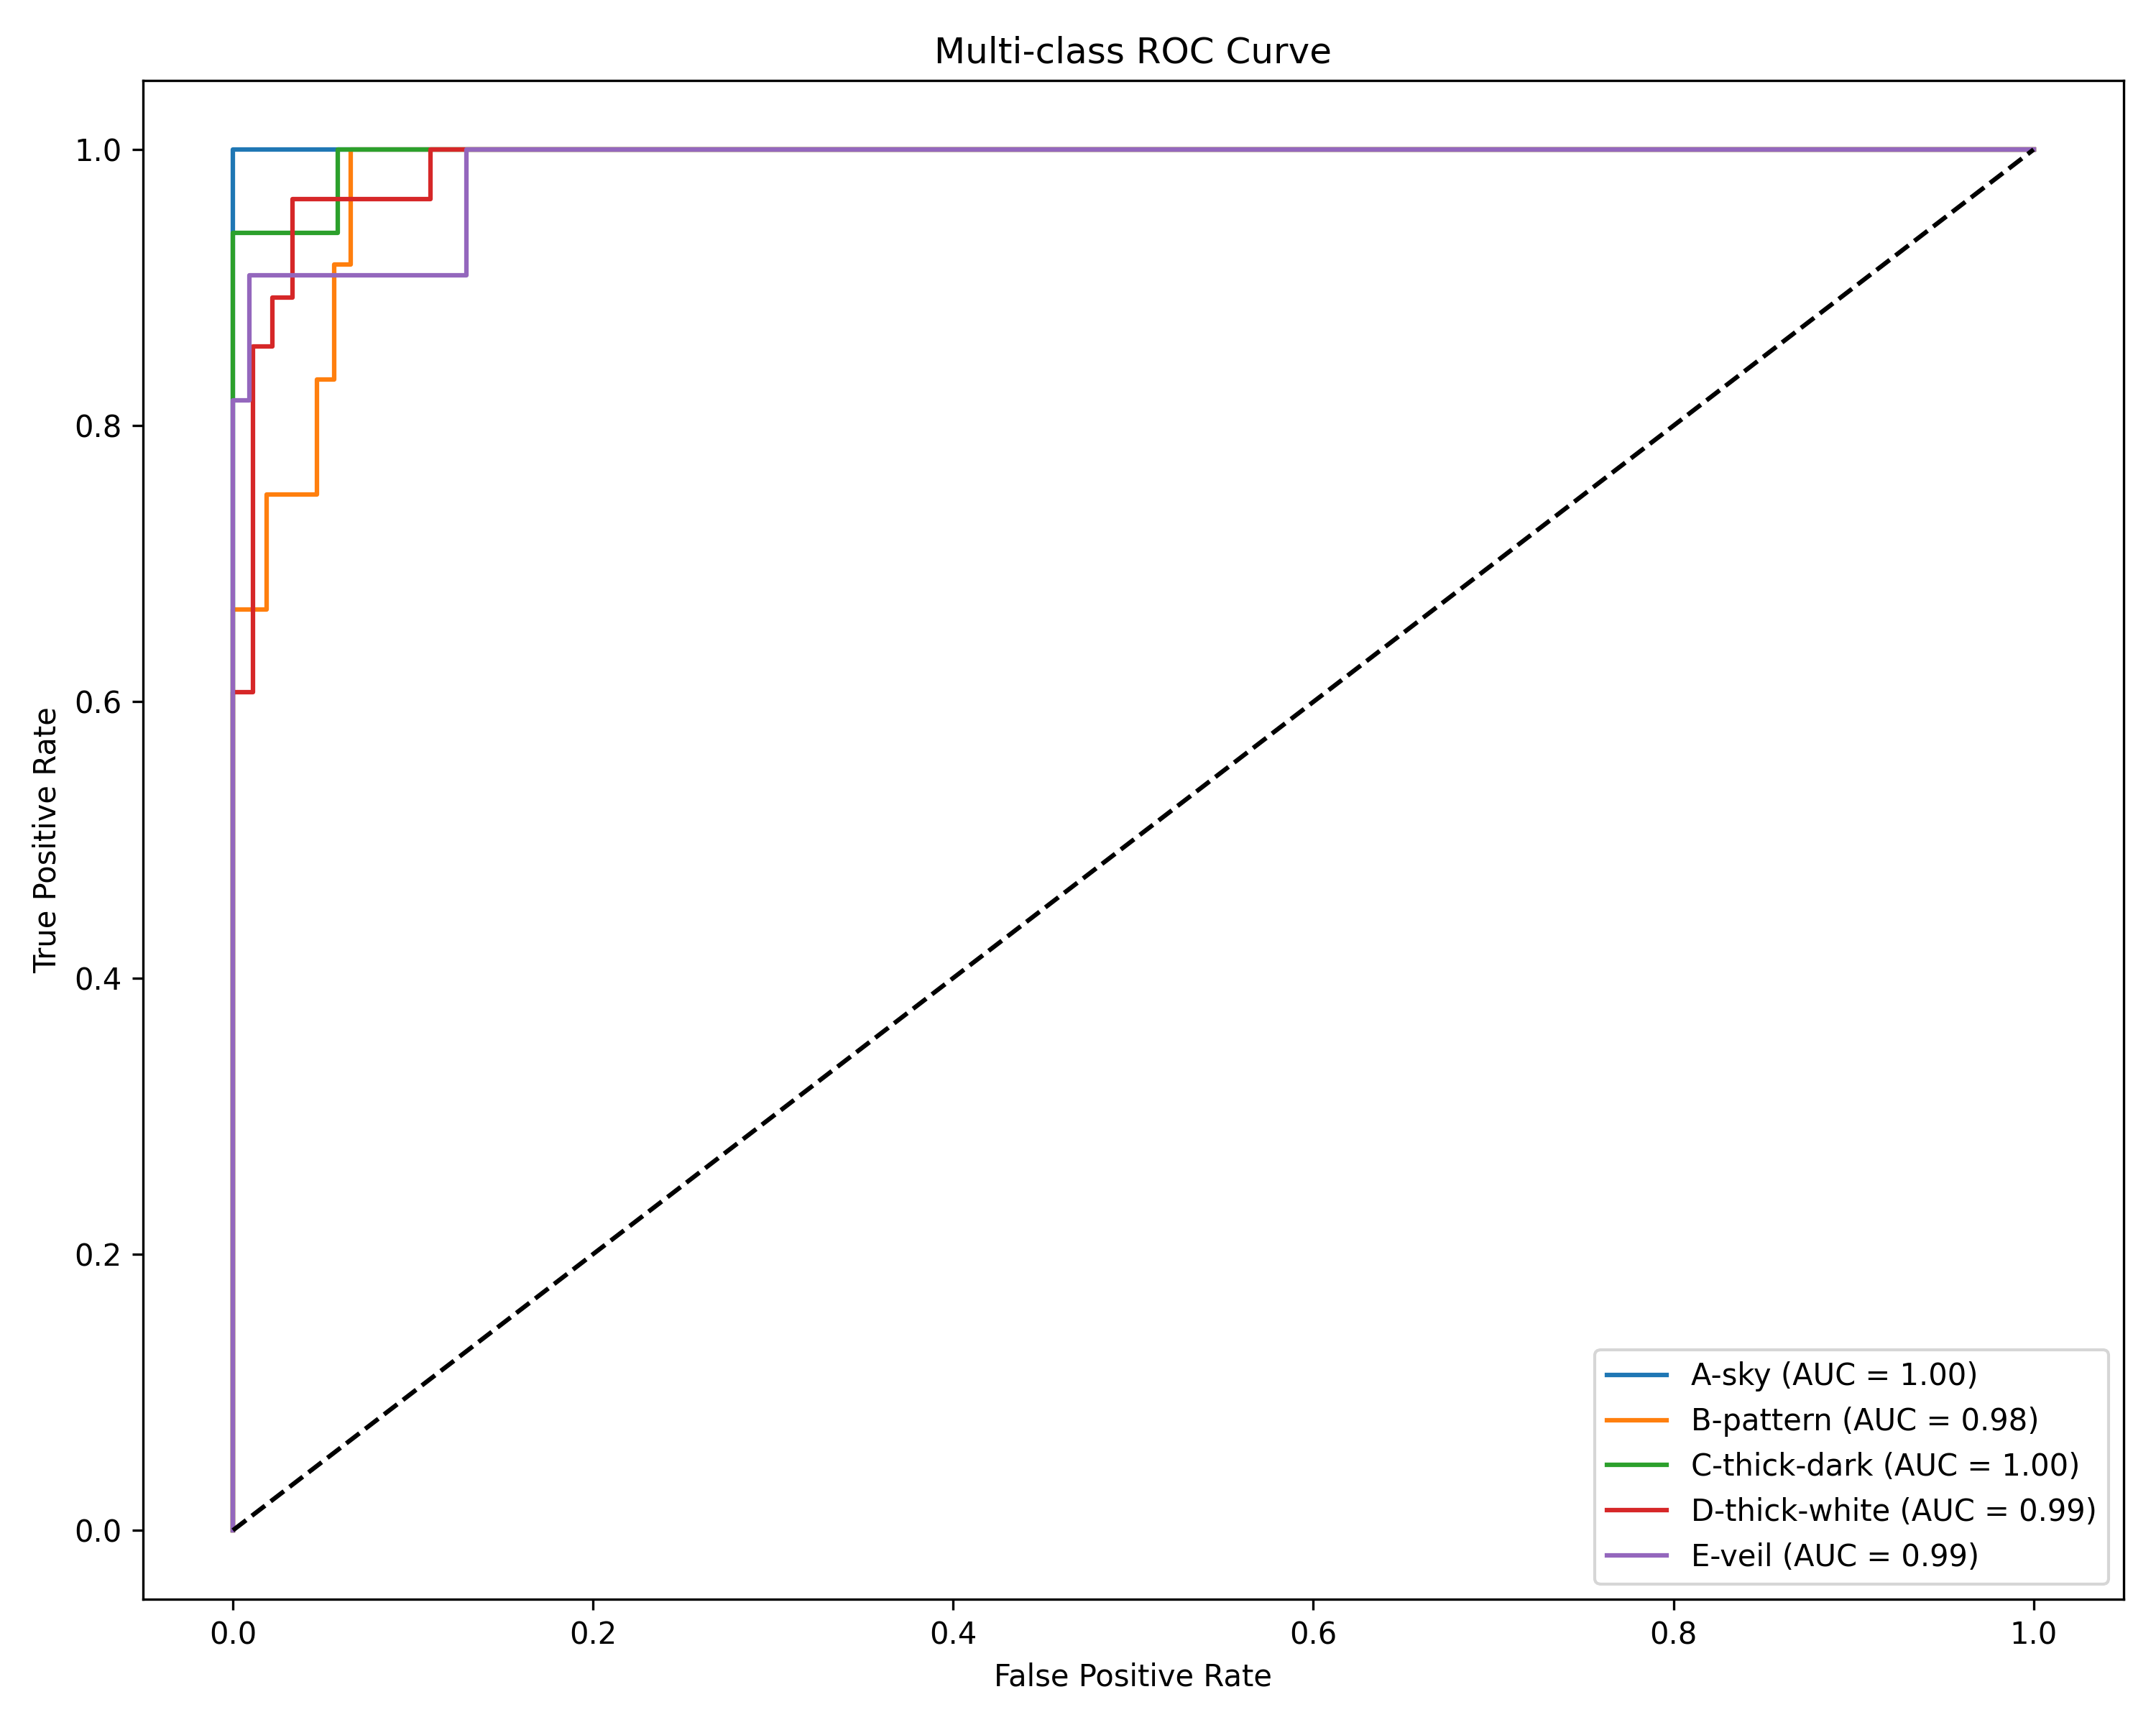 Multi-class ROC Curve
True Positive Rate
1.0
0.8
0.6
0.4
0.2
0.0
0.0 0.2 0.4 0.6 0.8 1.0
False Positive Rate
A-sky (AUC = 1.00)
B-pattern (AUC = 0.98)
C-thick-dark (AUC = 1.00)
D-thick-white (AUC = 0.99)
E-veil (AUC = 0.99)